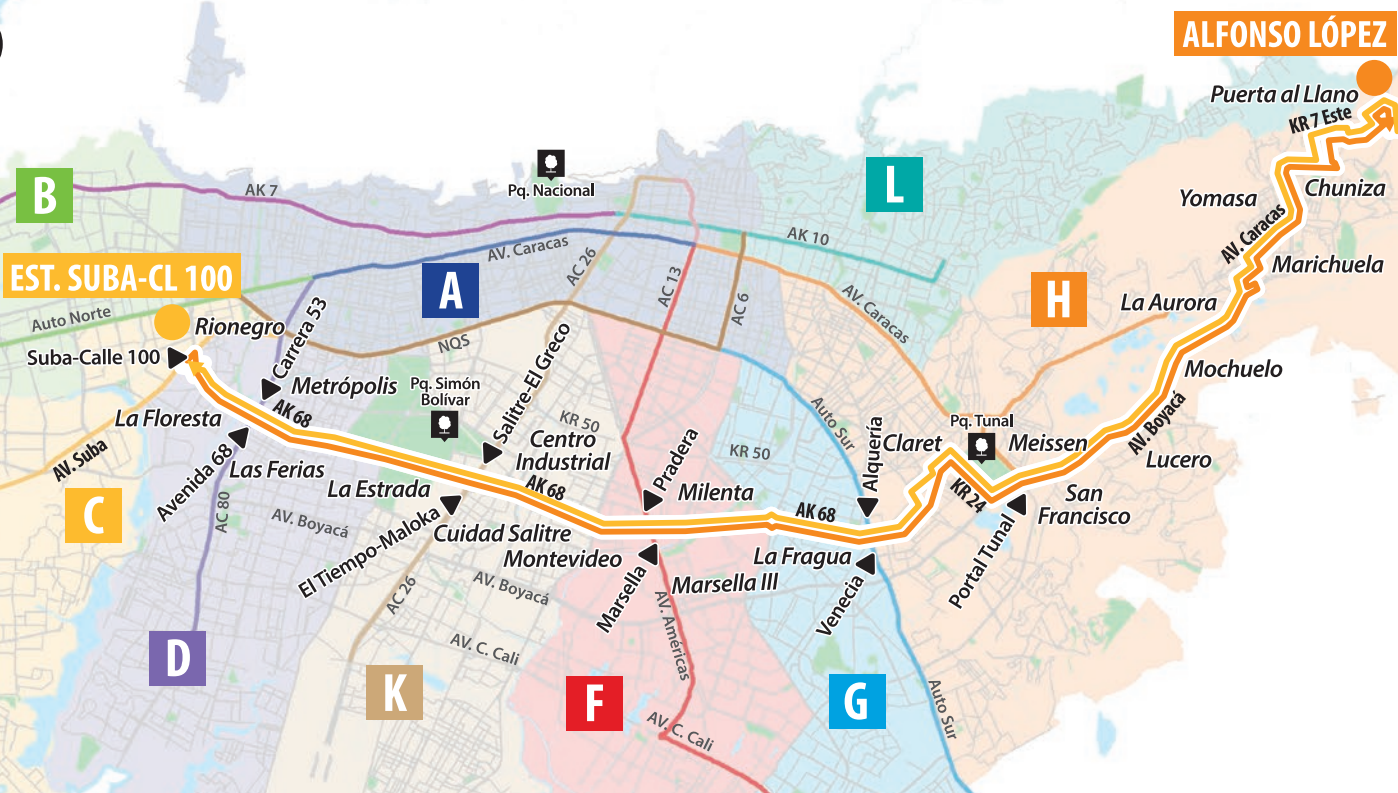 ALFONSO LÓPEZ
Puerta al Llano
KR 7 Este
Pq. Nacional
B
AK 7
L
Yomasa
Chuniza
AV. Caracas
AK 10
AV. Caracas
AC 26
EST. SUBA-CL 100
A
AC 13
Marichuela
H
La Aurora
AC 6
AV. Caracas
Auto Norte
Rionegro
Carrera 53
NQS
Suba-Calle 100
Salitre-El Greco
Mochuelo
Metrópolis
Pq. Simón
Bolívar
Auto Sur
AK 68
KR 50
La Floresta
Pq. Tunal
AV. Boyacá
Centro
Industrial
Pradera
KR 50
Alquería
Claret
Meissen
AV. Suba
Avenida 68
Las Ferias
Lucero
La Estrada
AK 68
Milenta
KR 24
San
Francisco
C
AC 80
AV. Boyacá
AK 68
El Tiempo-Maloka
Cuidad Salitre
Montevideo
La Fragua
Portal Tunal
Marsella
Marsella III
Venecia
AC 26
AV. Boyacá
AV. Américas
D
AV. C. Cali
K
F
G
Auto Sur
AV. C. Cali